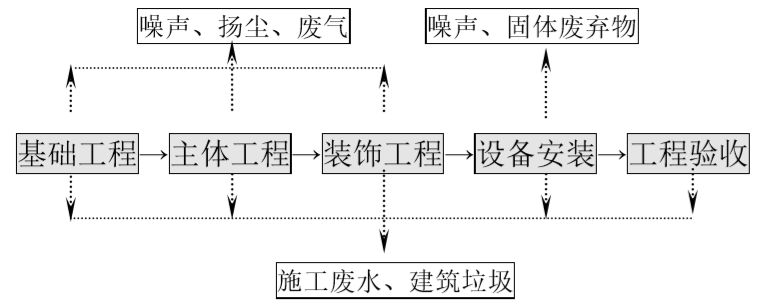 噪声、扬尘、废气
噪声、固体废弃物
基础工程
主体工程
装饰工程
设备安装
工程验收
施工废水、建筑垃圾